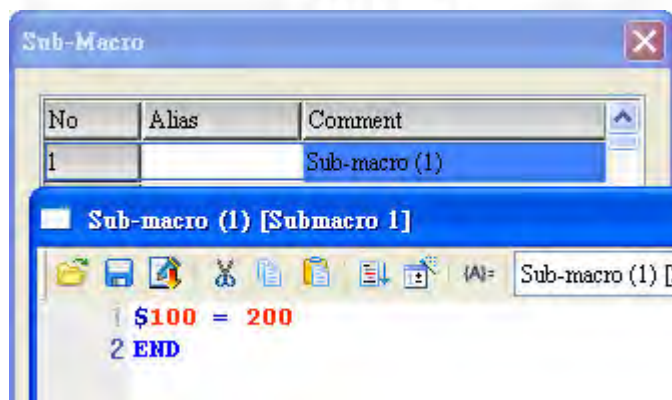 Sub-Macro
No Alias Comment
1 Sub-macro (1)
Sub-macro (1) [Submacro 1]
{A}= Sub-macro (1) [
1 $100 = 200
2 END